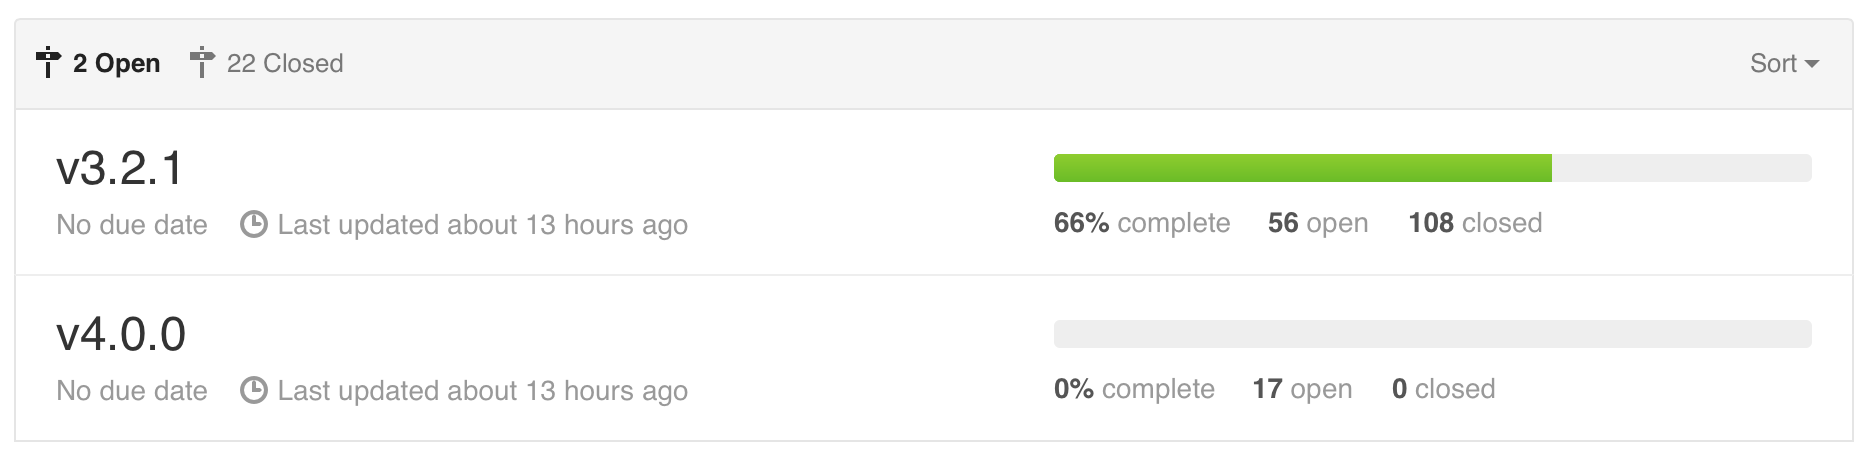 2 Open 22 Closed Sort
v3.2.1
No due date Last updated about 13 hours ago
66% complete 56 open 108 closed
v4.0.0
No due date Last updated about 13 hours ago
0% complete 17 open 0 closed